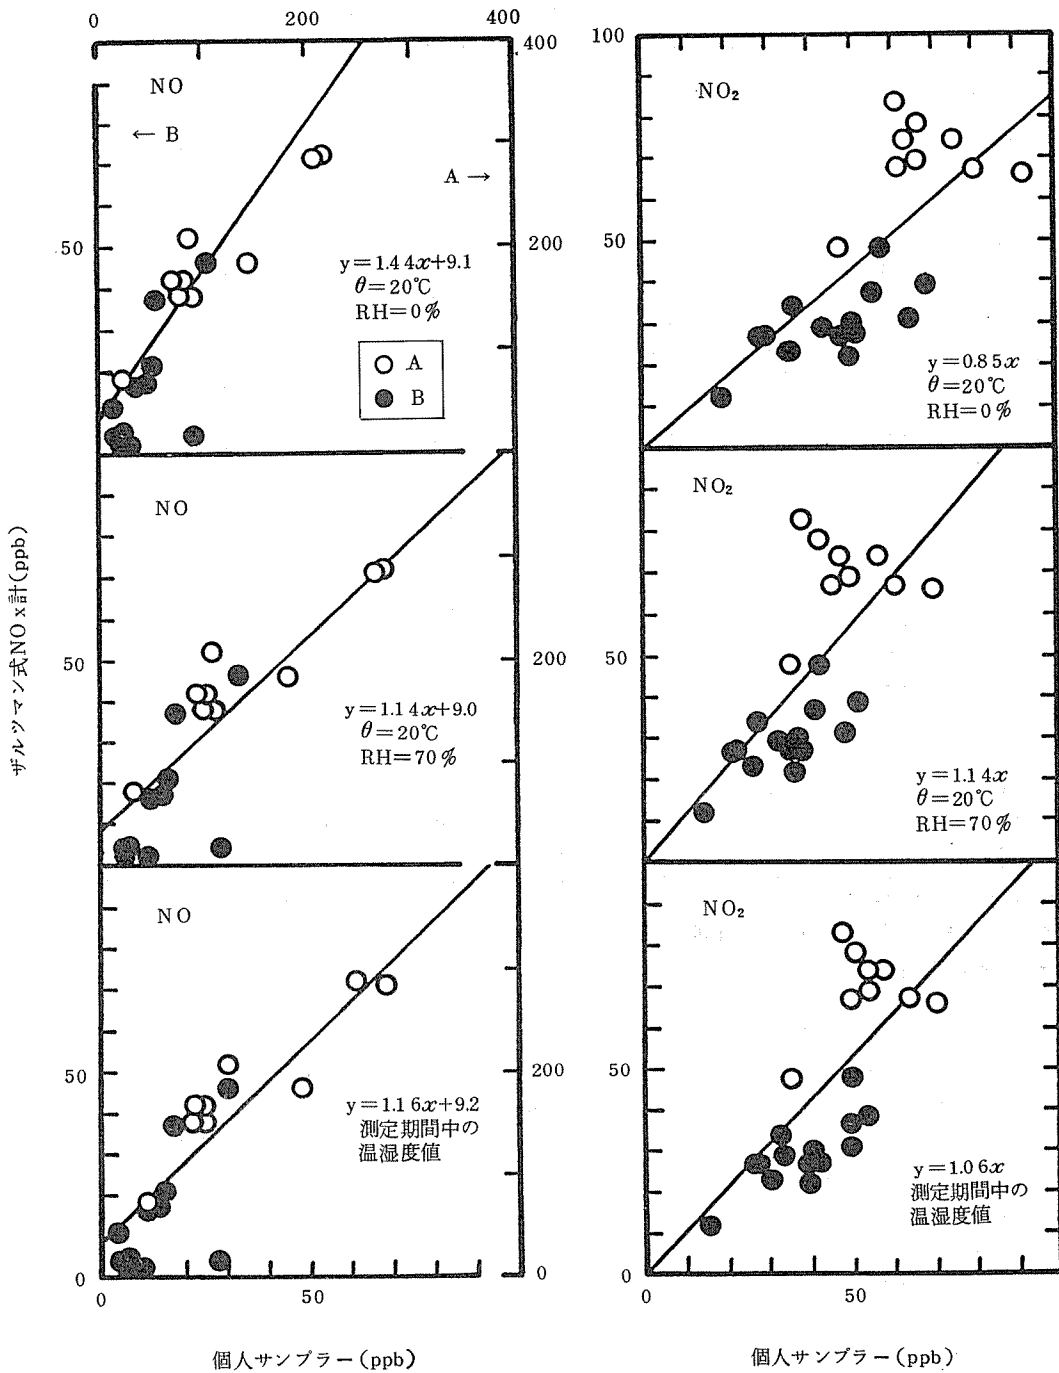 0 200 400
400
NO
← B
A →
50
200
y=1.44x+9.1
θ=20℃
RH=0%
A
B
NO
50
200
y=1.14x+9.0
θ=20℃
RH=70%
NO
50
200
y=1.16x+9.2
測定期間中の
温湿度値
0
0
0 50
個人サンプラー(ppb)
ザルツマン式NOx計(ppb)
100
NO₂
50
y=0.85x
θ=20℃
RH=0%
NO₂
50
y=1.14x
θ=20℃
RH=70%
NO₂
50
y=1.06x
測定期間中の
温湿度値
0
0 50
個人サンプラー(ppb)